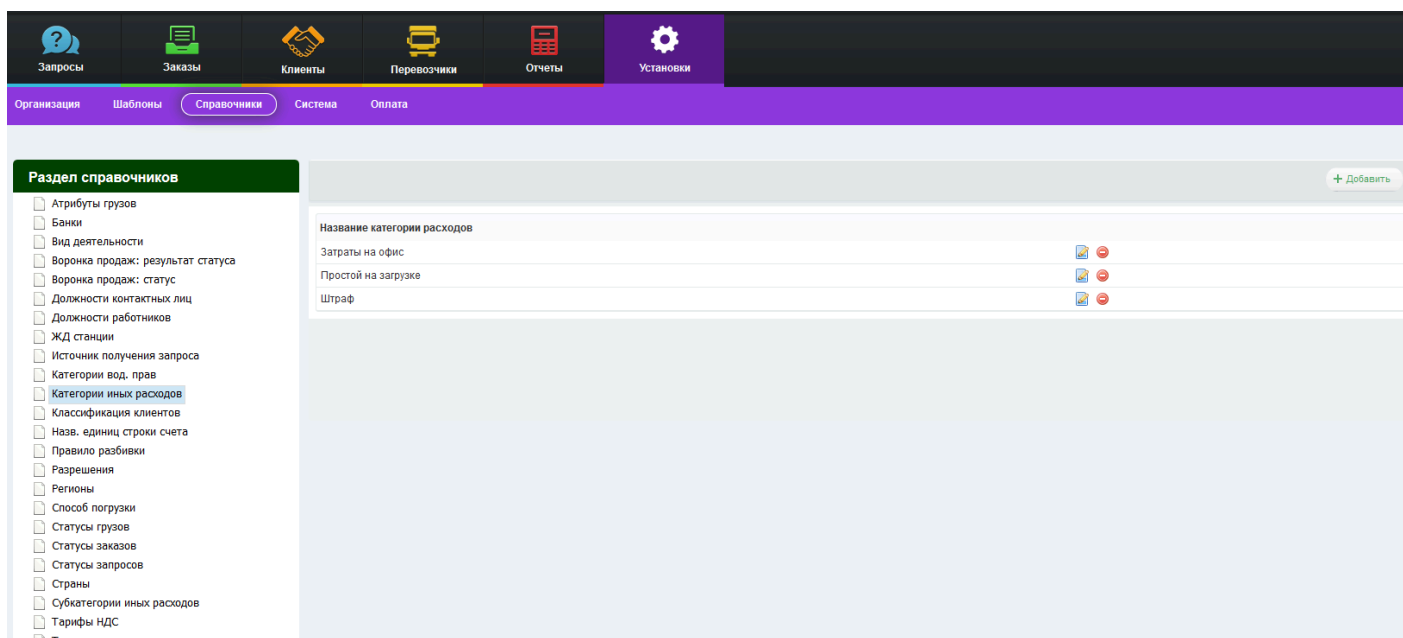 Запросы Заказы Клиенты Перевозчики Отчеты Установки
Организация Шаблоны Справочники Система Оплата
Раздел справочников
+ Добавить
Атрибуты грузов
Банки
Вид деятельности
Воронка продаж: результат статуса
Воронка продаж: статус
Должности контактных лиц
Должности работников
ЖД станции
Источник получения запроса
Категории вод. прав
Категории иных расходов
Классификация клиентов
Назв. единиц строки счета
Правило разбивки
Разрешения
Регионы
Способ погрузки
Статусы грузов
Статусы заказов
Статусы запросов
Страны
Субкатегории иных расходов
Тарифы НДС
Название категории расходов
Затраты на офис
Простой на загрузке
Штраф